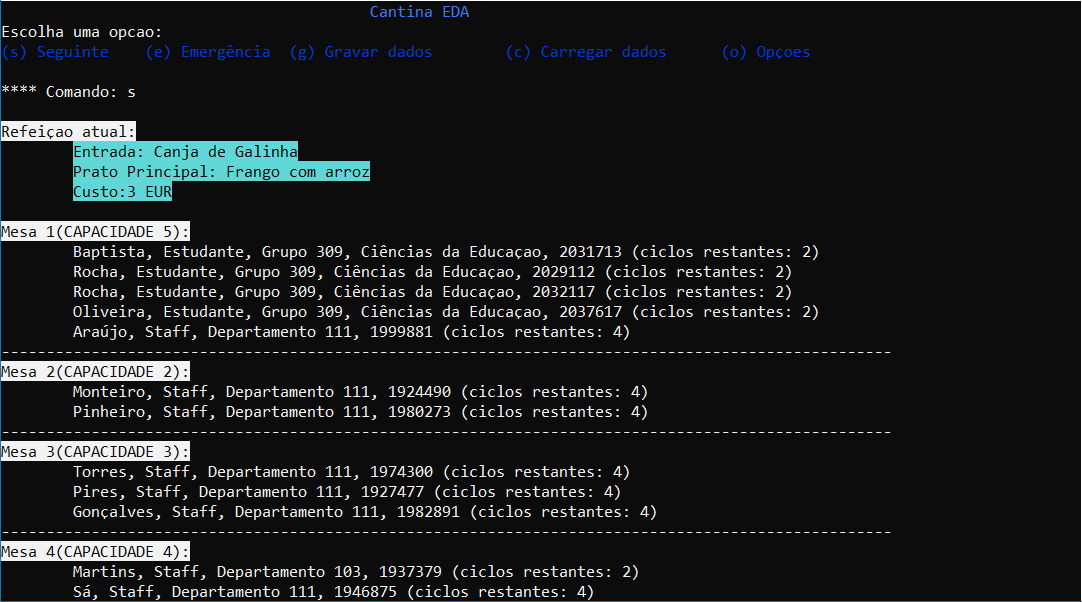 Cantina EDA
Escolha uma opcao:
(s) Seguinte (e) Emergência (g) Gravar dados (c) Carregar dados (o) Opçoes
**** Comando: s
Refeiçao atual:
Entrada: Canja de Galinha
Prato Principal: Frango com arroz
Custo:3 EUR
Mesa 1(CAPACIDADE 5):
Baptista, Estudante, Grupo 309, Ciências da Educaçao, 2031713 (ciclos restantes: 2)
Rocha, Estudante, Grupo 309, Ciências da Educaçao, 2029112 (ciclos restantes: 2)
Rocha, Estudante, Grupo 309, Ciências da Educaçao, 2032117 (ciclos restantes: 2)
Oliveira, Estudante, Grupo 309, Ciências da Educaçao, 2037617 (ciclos restantes: 2)
Araújo, Staff, Departamento 111, 1999881 (ciclos restantes: 4)
---------------------------------------------------------------------------------------------------
Mesa 2(CAPACIDADE 2):
Monteiro, Staff, Departamento 111, 1924490 (ciclos restantes: 4)
Pinheiro, Staff, Departamento 111, 1980273 (ciclos restantes: 4)
---------------------------------------------------------------------------------------------------
Mesa 3(CAPACIDADE 3):
Torres, Staff, Departamento 111, 1974300 (ciclos restantes: 4)
Pires, Staff, Departamento 111, 1927477 (ciclos restantes: 4)
Gonçalves, Staff, Departamento 111, 1982891 (ciclos restantes: 4)
---------------------------------------------------------------------------------------------------
Mesa 4(CAPACIDADE 4):
Martins, Staff, Departamento 103, 1937379 (ciclos restantes: 2)
Sá, Staff, Departamento 111, 1946875 (ciclos restantes: 4)